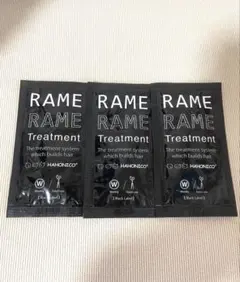 RAME
RAME
Treatment
The treatment system
which builds hair
HAHONICO
W
RAME
RAME
Treatment
The treatment system
which builds hair
HAHONICO
W
RAME
RAME
Treatment
The treatment system
which builds hair
HAHONICO
W